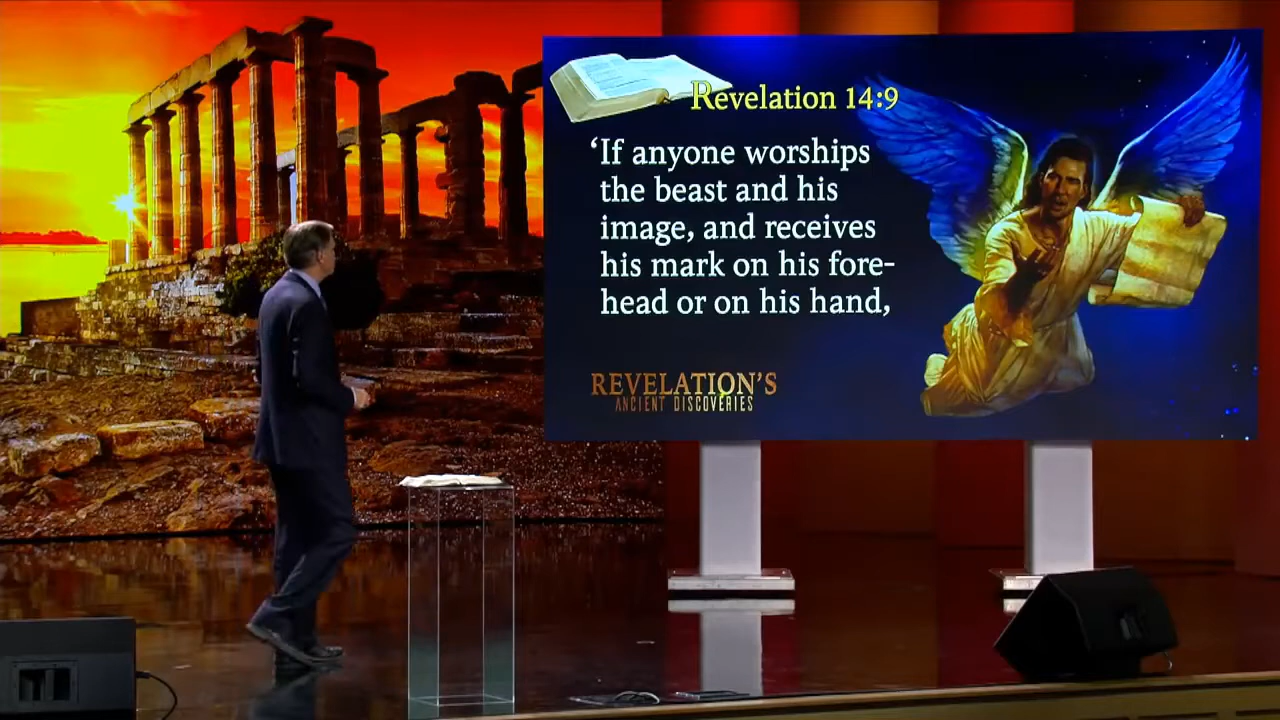 Revelation 14:9
‘If anyone worships
the beast and his
image, and receives
his mark on his fore-
head or on his hand,
REVELATION'S
ANCIENT DISCOVERIES